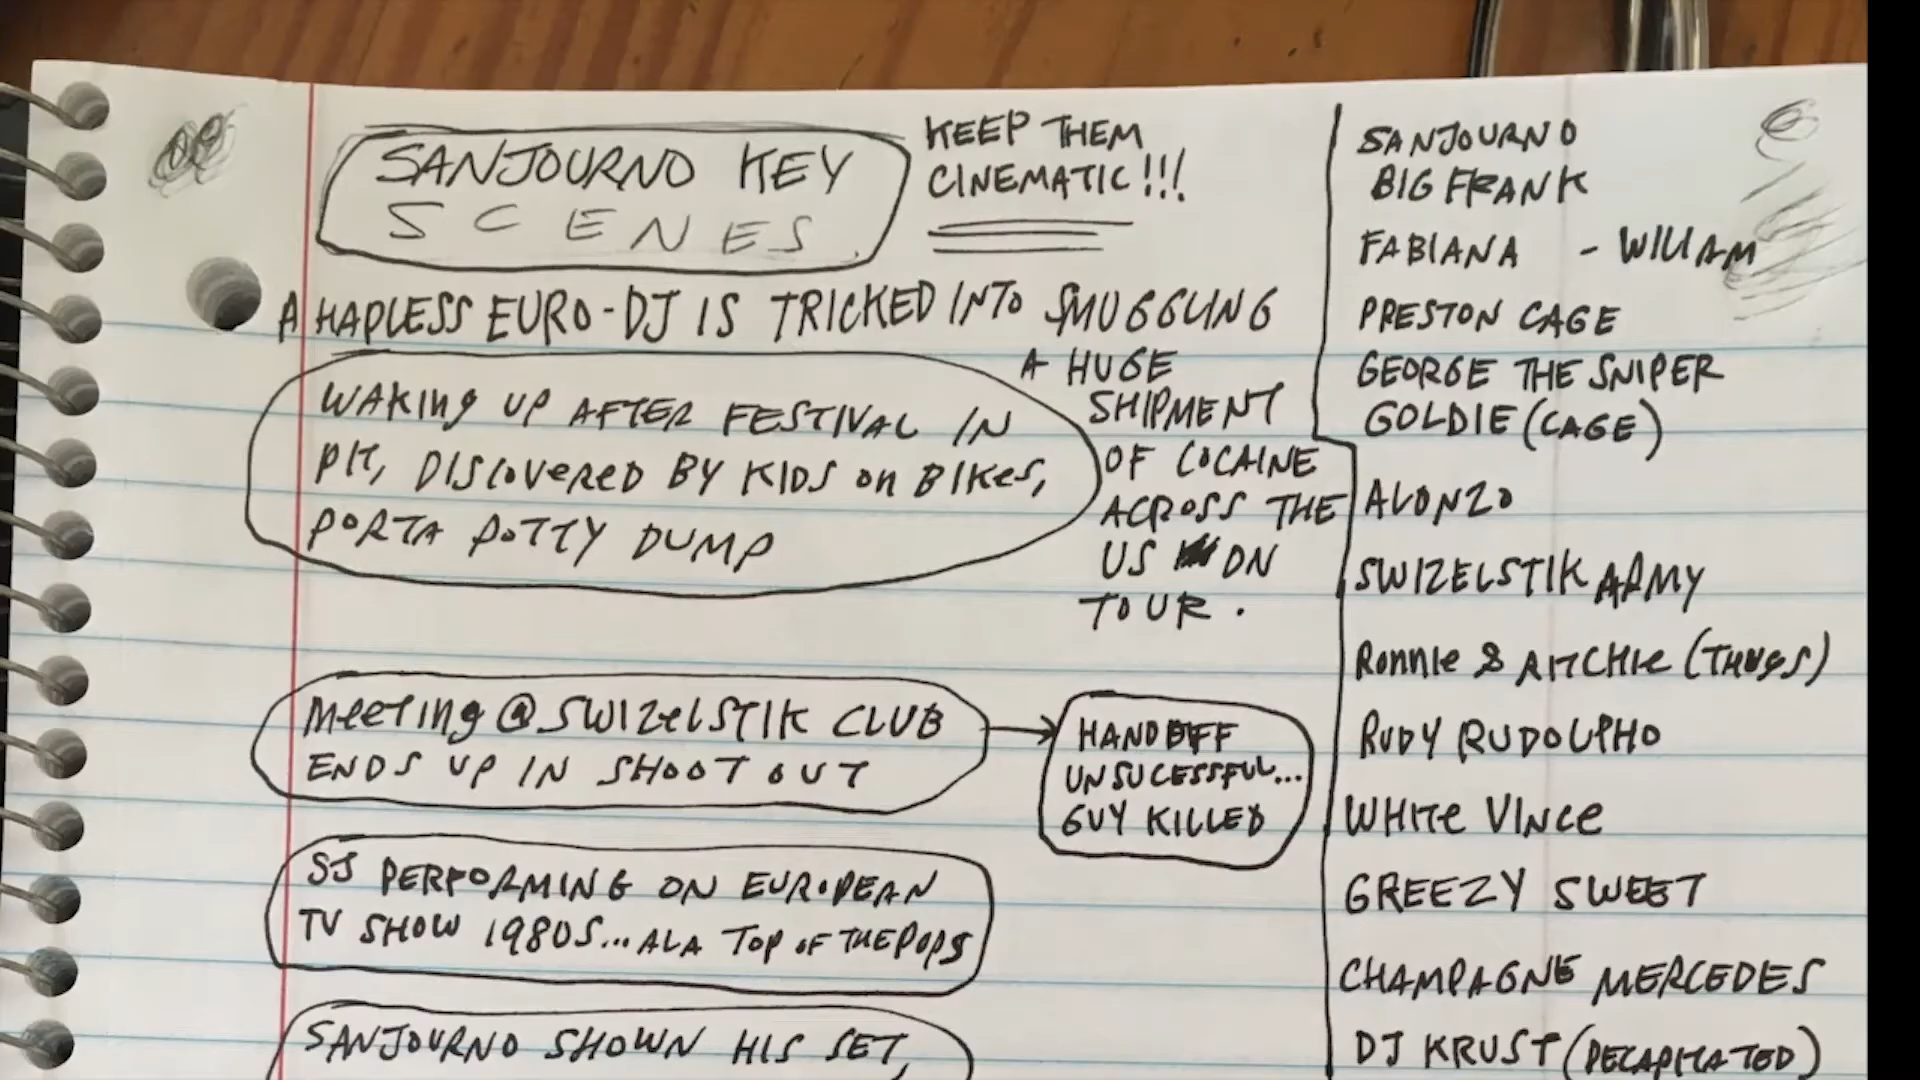 SANJOURNO KEY
SCENES
KEEP THEM
CINEMATIC!!!
A HAPLESS EURO-DJ IS TRICKED INTO SMUGGLING
A HUGE
SHIPMENT
OF COCAINE
ACROSS THE
US ON
TOUR.
WAKING UP AFTER FESTIVAL IN
PIT, DISCOVERED BY KIDS ON BIKES,
PORTA POTTY DUMP
MEETING @ SWIZELSTIK CLUB
ENDS UP IN SHOOT OUT
HANDOFF
UNSUCESSFUL...
GUY KILLED
SJ PERFORMING ON EUROPEAN
TV SHOW 1980S... ALA TOP OF THE POPS
SANJOURNO SHOWN HIS SET,
SANJOURNO
BIG FRANK
FABIANA - WILLIAM
PRESTON CAGE
GEORGE THE SNIPER
GOLDIE (CAGE)
ALONZO
SWIZELSTIK ARMY
RONNIE & RITCHIE (THUGS)
RUDY RUDOLPHO
WHITE VINCE
GREEZY SWEET
CHAMPAGNE MERCEDES
DJ KRUST (DECAPITATED)